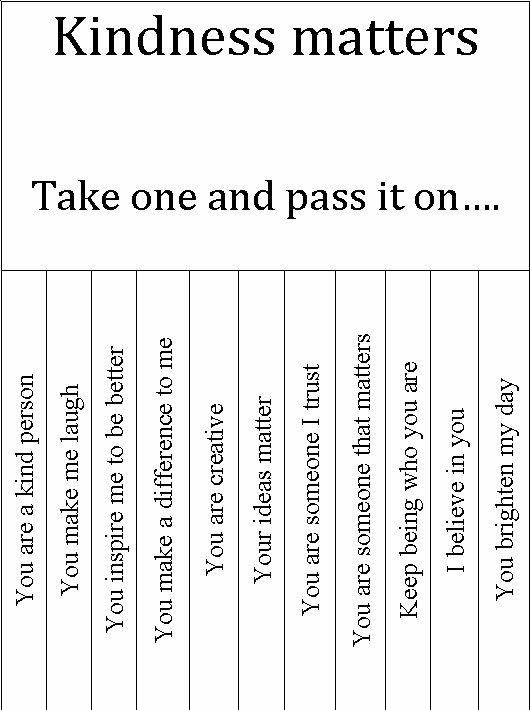 Kindness matters
Take one and pass it on....
You are a kind person
You make me laugh
You inspire me to be better
You make a difference to me
You are creative
Your ideas matter
You are someone I trust
You are someone that matters
Keep being who you are
I believe in you
You brighten my day